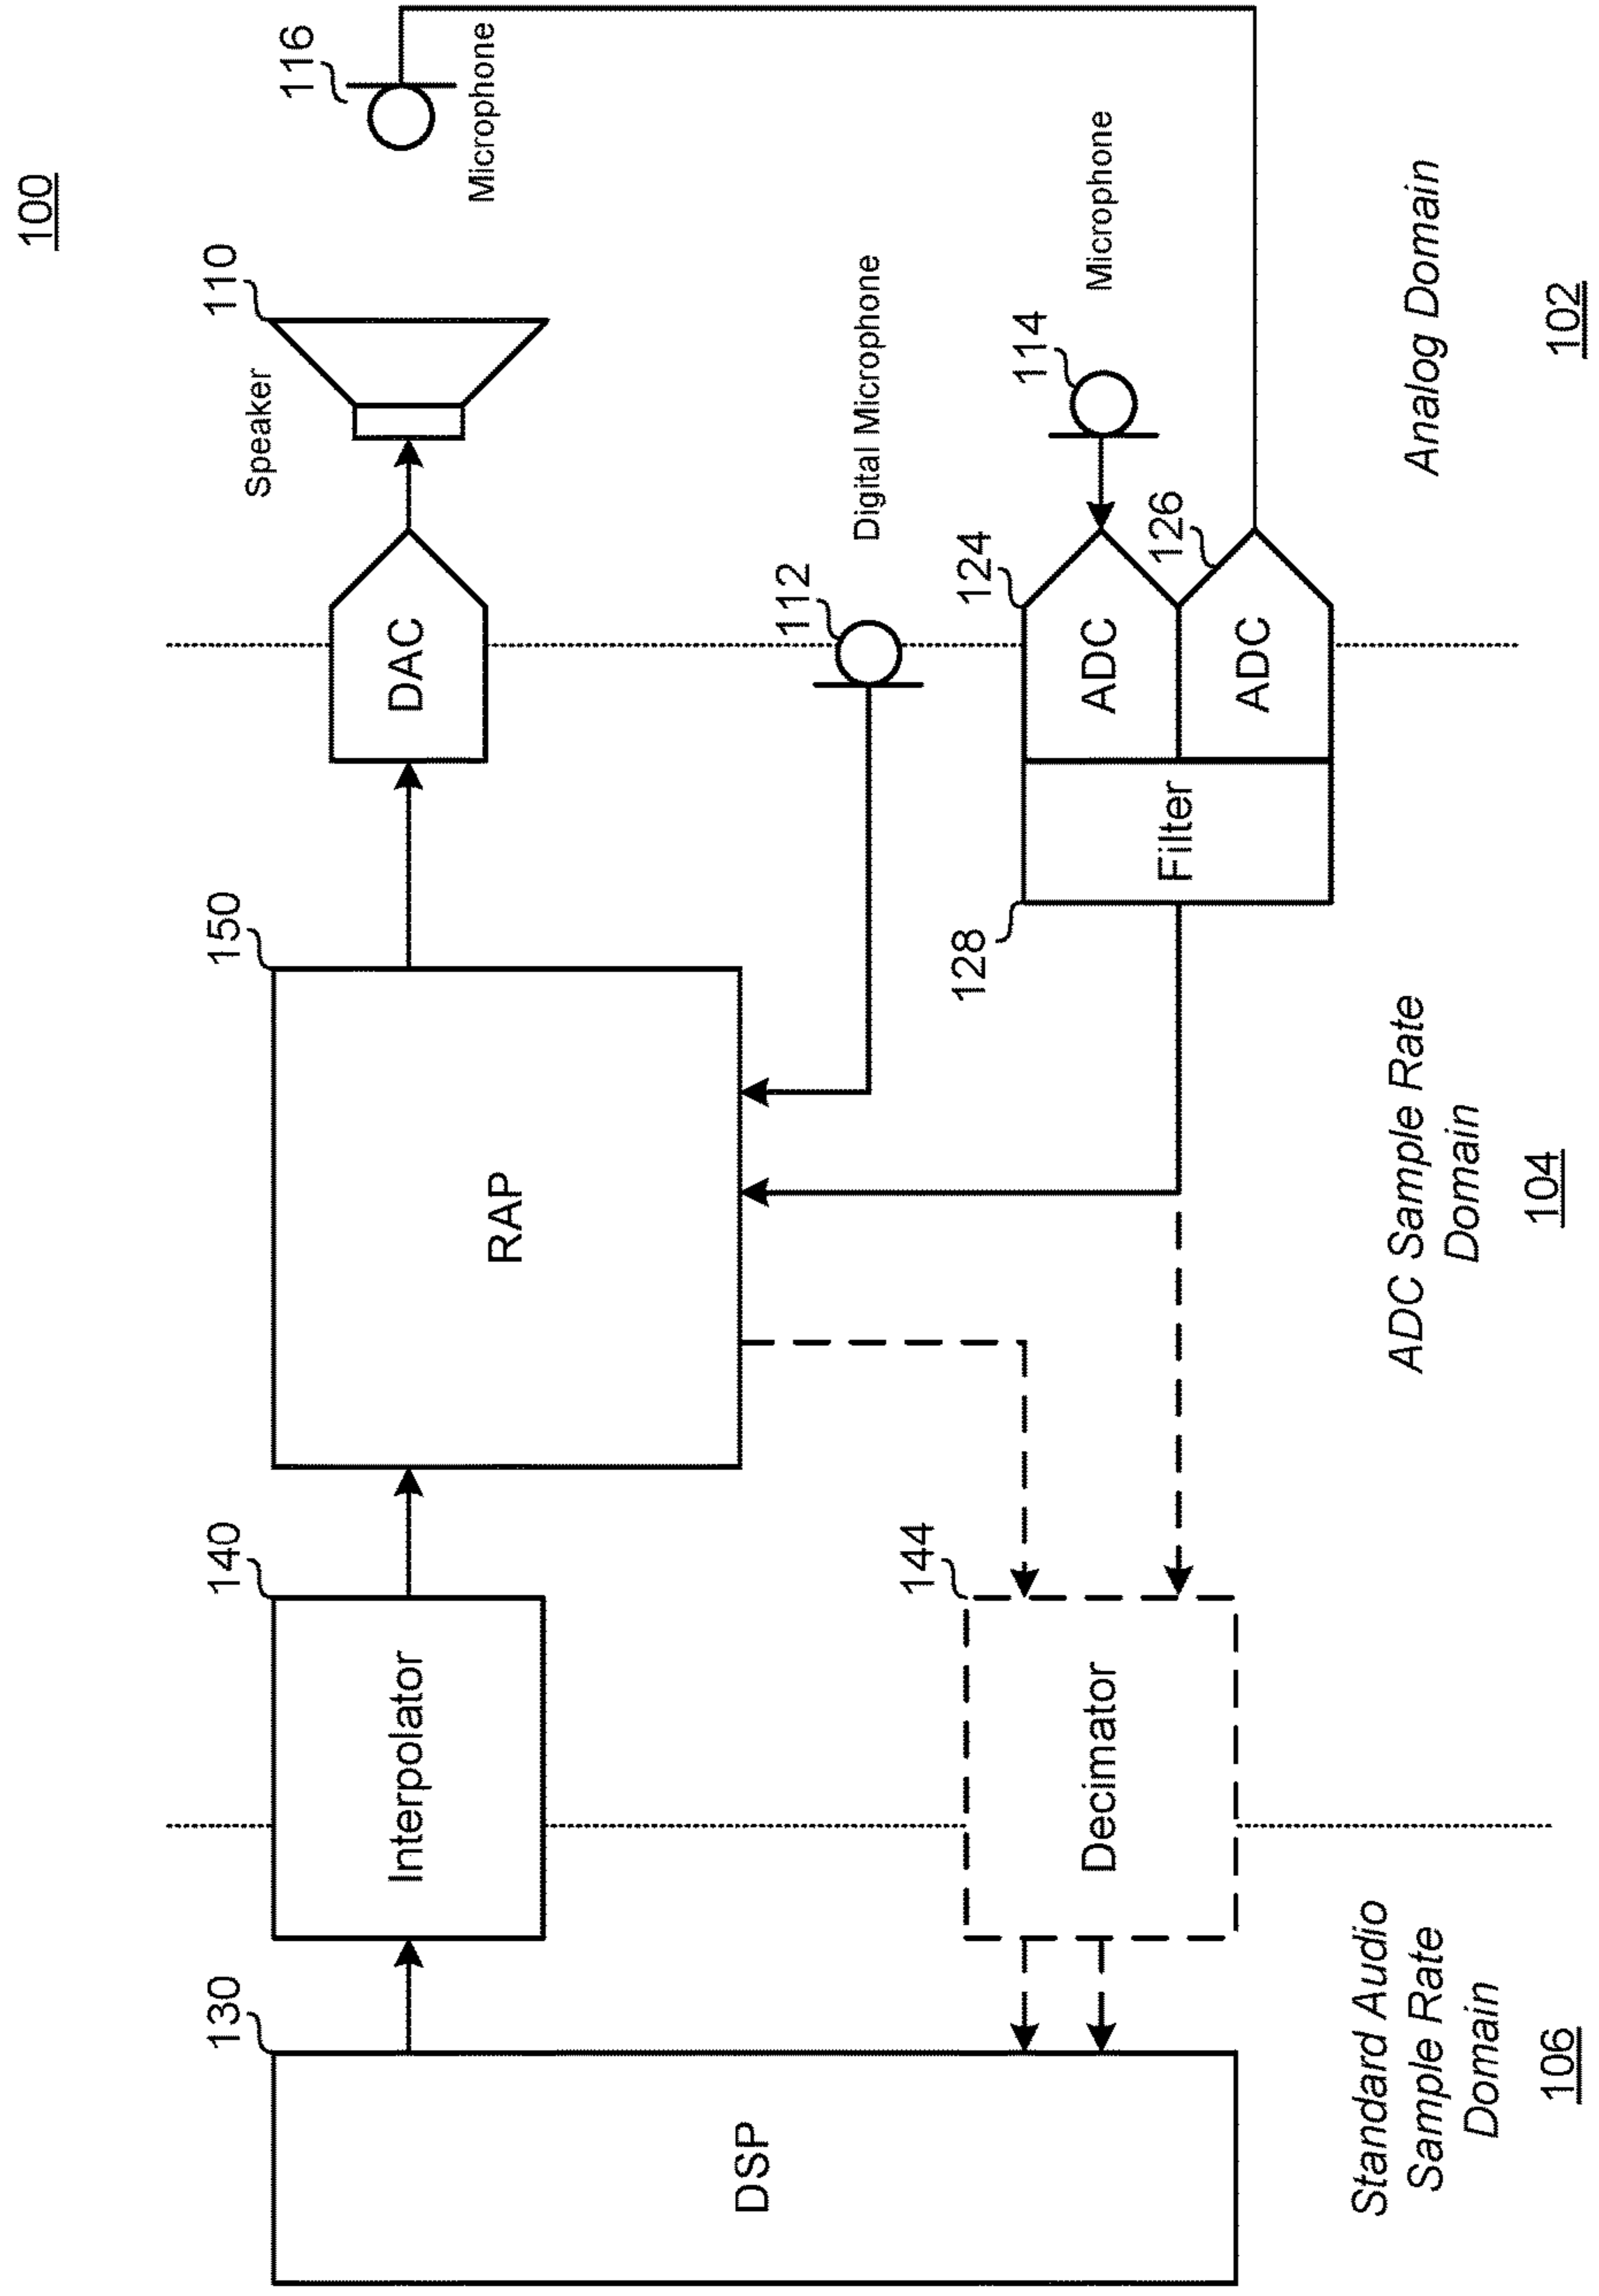 100
130
DSP
140
Interpolator
150
RAP
DAC
Speaker
110
116
Microphone
112
Digital Microphone
144
Decimator
128
Filter
124
ADC
126
ADC
114
Microphone
Standard Audio
Sample Rate
Domain
106
ADC Sample Rate
Domain
104
Analog Domain
102